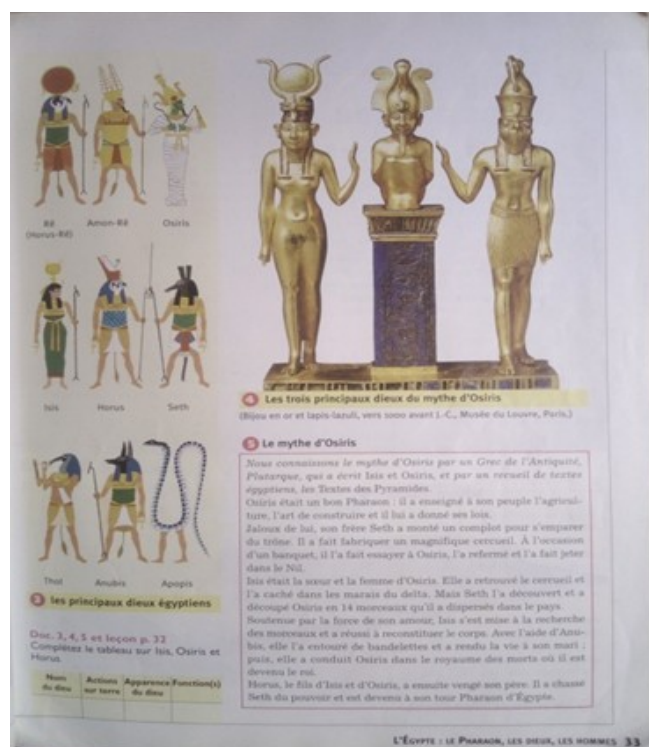 Rê
(Horus-Rê)
Amon-Rê
Osiris
Isis
Horus
Seth
Thot
Anubis
Apopis
3 les principaux dieux égyptiens
Doc. 3, 4, 5 et leçon p. 32
Complétez le tableau sur Isis, Osiris et
Horus.
Nom
du dieu
Actions
sur terre
Apparence
du dieu
Fonction(s)
4 Les trois principaux dieux du mythe d'Osiris
(Bijou en or et lapis-lazuli, vers 1000 avant J.-C., Musée du Louvre, Paris.)
5 Le mythe d'Osiris
Nous connaissons le mythe d'Osiris par un Grec de l'Antiquité,
Plutarque, qui a écrit Isis et Osiris, et par un recueil de textes
égyptiens, les Textes des Pyramides.
Osiris était un bon Pharaon : il a enseigné à son peuple l'agricul-
ture, l'art de construire et il lui a donné ses lois.
Jaloux de lui, son frère Seth a monté un complot pour s'emparer
du trône. Il a fait fabriquer un magnifique cercueil. À l'occasion
d'un banquet, il l'a fait essayer à Osiris, l'a refermé et l'a fait jeter
dans le Nil.
Isis était la sœur et la femme d'Osiris. Elle a retrouvé le cercueil et
l'a caché dans les marais du delta. Mais Seth l'a découvert et a
découpé Osiris en 14 morceaux qu'il a dispersés dans le pays.
Soutenue par la force de son amour, Isis s'est mise à la recherche
des morceaux et a réussi à reconstituer le corps. Avec l'aide d'Anu-
bis, elle l'a entouré de bandelettes et a rendu la vie à son mari ;
puis, elle a conduit Osiris dans le royaume des morts où il est
devenu le roi.
Horus, le fils d'Isis et d'Osiris, a ensuite vengé son père. Il a chassé
Seth du pouvoir et est devenu à son tour Pharaon d'Égypte.
L'ÉGYPTE : LE PHARAON, LES DIEUX, LES HOMMES 33